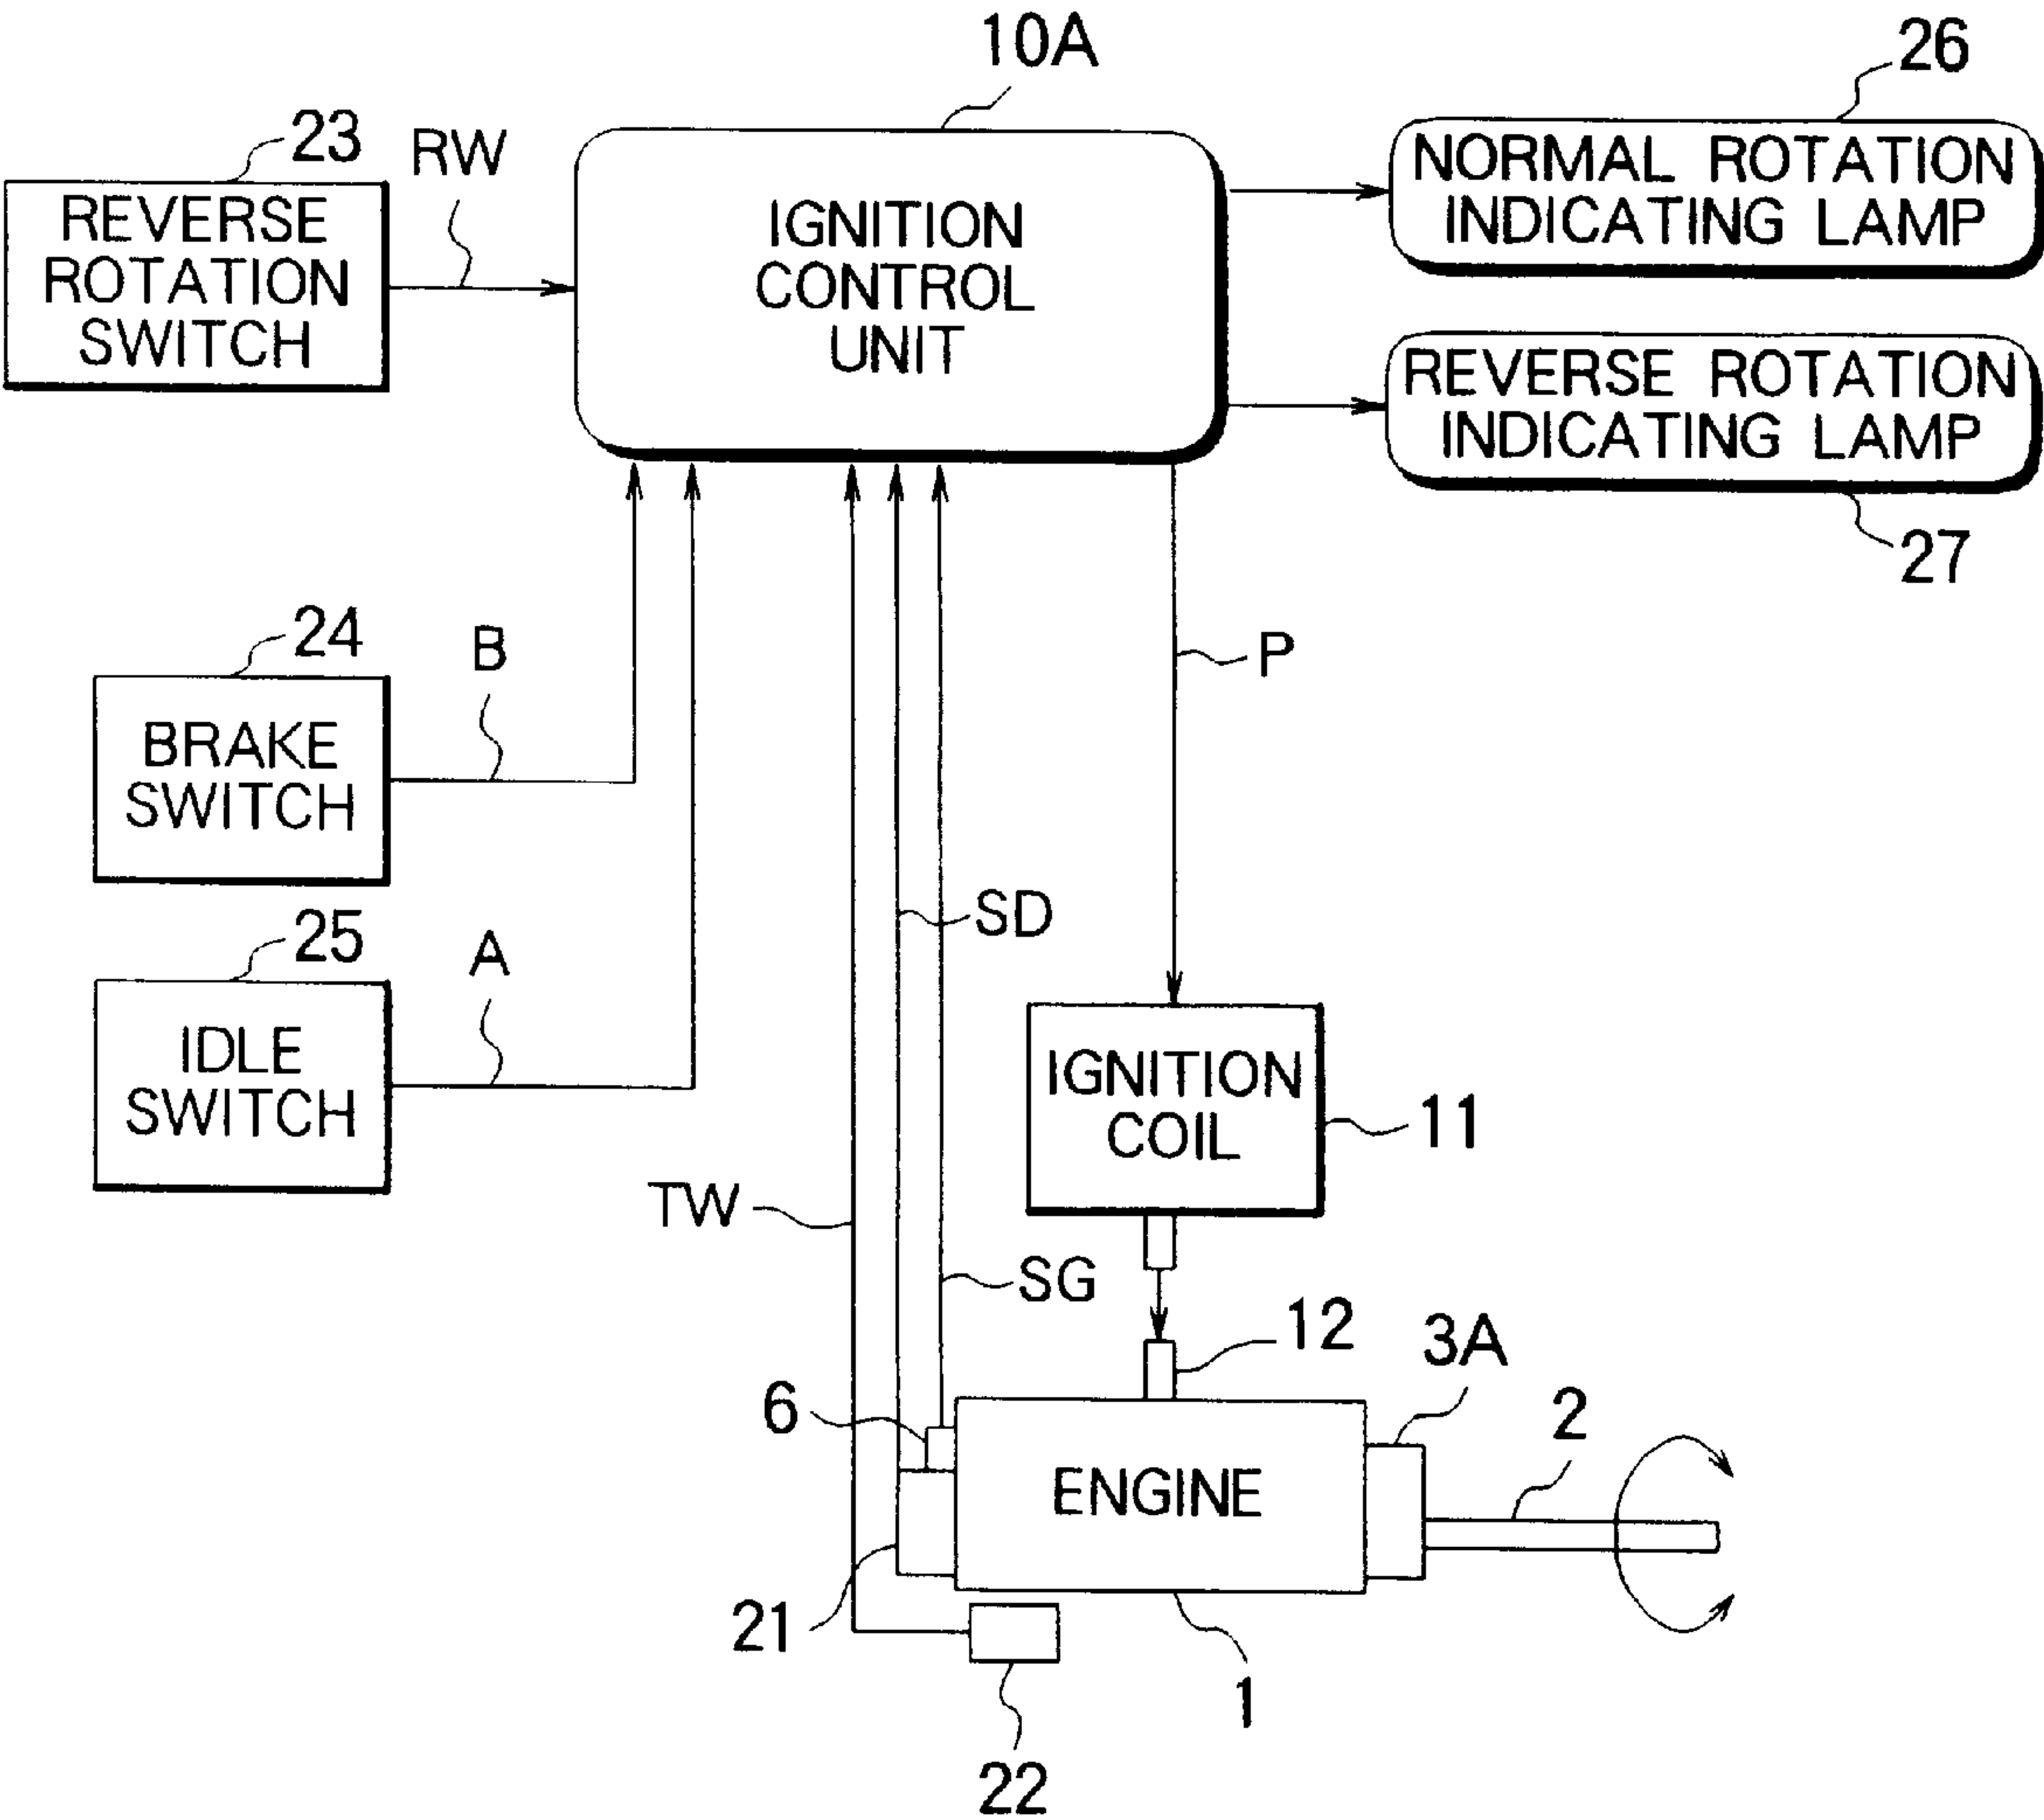 10A
26
23
RW
NORMAL ROTATION
INDICATING LAMP
REVERSE
ROTATION
SWITCH
IGNITION
CONTROL
UNIT
REVERSE ROTATION
INDICATING LAMP
27
24
B
P
BRAKE
SWITCH
SD
25
A
IDLE
SWITCH
IGNITION
COIL
11
TW
SG
12
3A
6
2
ENGINE
21
1
22